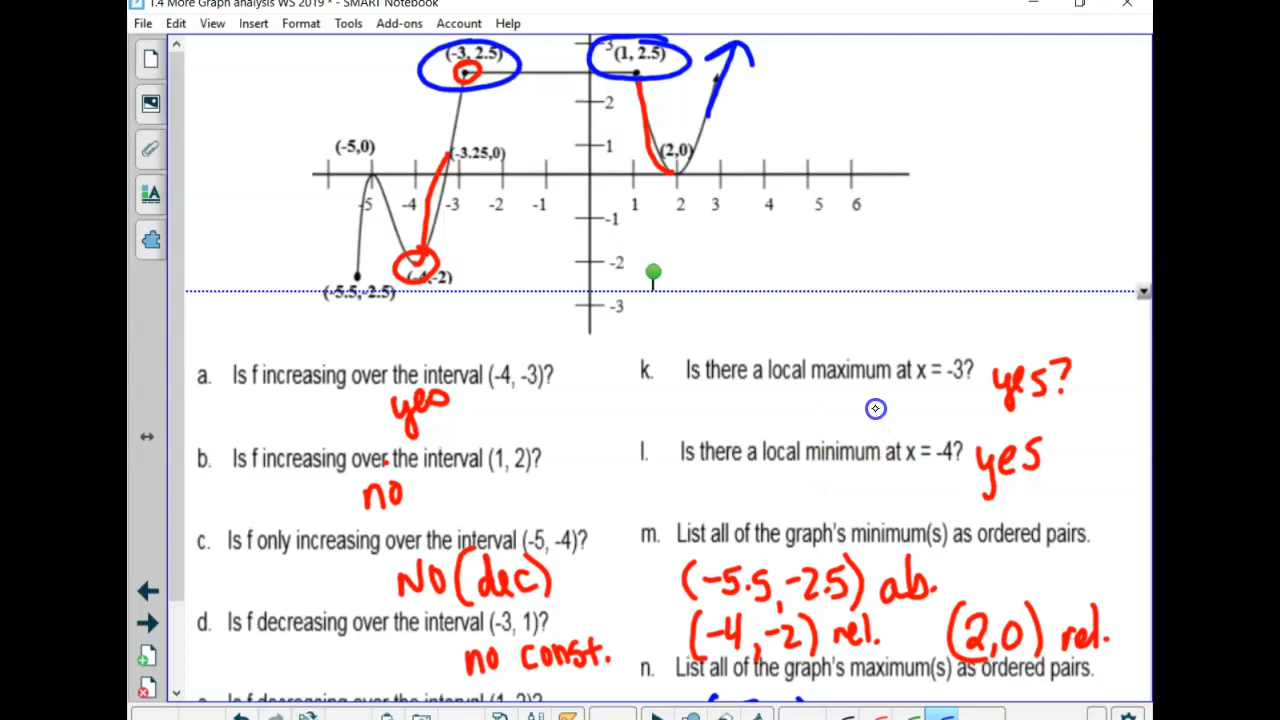 1.4 More Graph analysis WS 2019 * - SMART Notebook
File Edit View Insert Format Tools Add-ons Account Help
(-3, 2.5)
3
(1, 2.5)
2
(-5,0)
1
(-3.25,0)
(2,0)
-5 -4 -3 -2 -1 1 2 3 4 5 6
-1
-2
(-4,-2)
(-5.5,-2.5)
-3
a. Is f increasing over the interval (-4, -3)?
yes
b. Is f increasing over the interval (1, 2)?
no
c. Is f only increasing over the interval (-5, -4)?
NO (dec)
d. Is f decreasing over the interval (-3, 1)?
no const.
k. Is there a local maximum at x = -3?
yes?
l. Is there a local minimum at x = -4?
yes
m. List all of the graph's minimum(s) as ordered pairs.
(-5.5, -2.5) ab.
(-4, -2) rel. (2,0) rel.
n. List all of the graph's maximum(s) as ordered pairs.